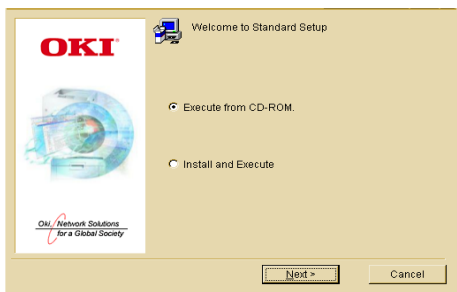 OKI
Welcome to Standard Setup
Execute from CD-ROM.
Install and Execute
Oki, Network Solutions
for a Global Society
Next >
Cancel